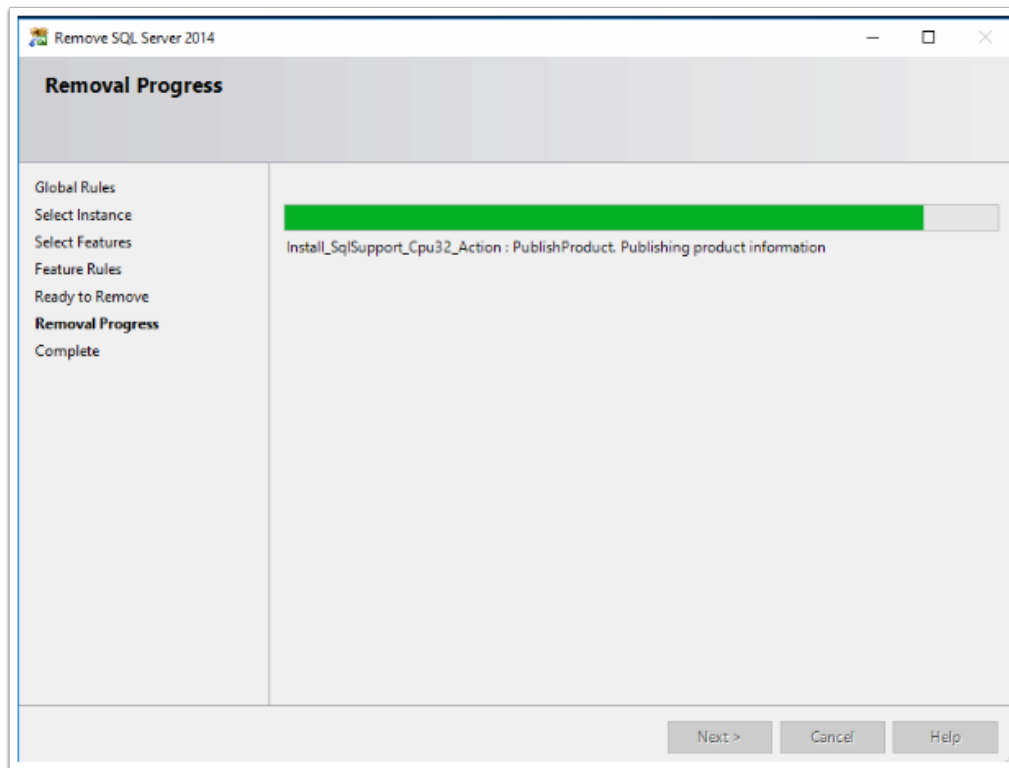 Remove SQL Server 2014
Removal Progress
Global Rules
Select Instance
Select Features
Feature Rules
Ready to Remove
Removal Progress
Complete
Install_SqlSupport_Cpu32_Action : PublishProduct. Publishing product information
Next >
Cancel
Help